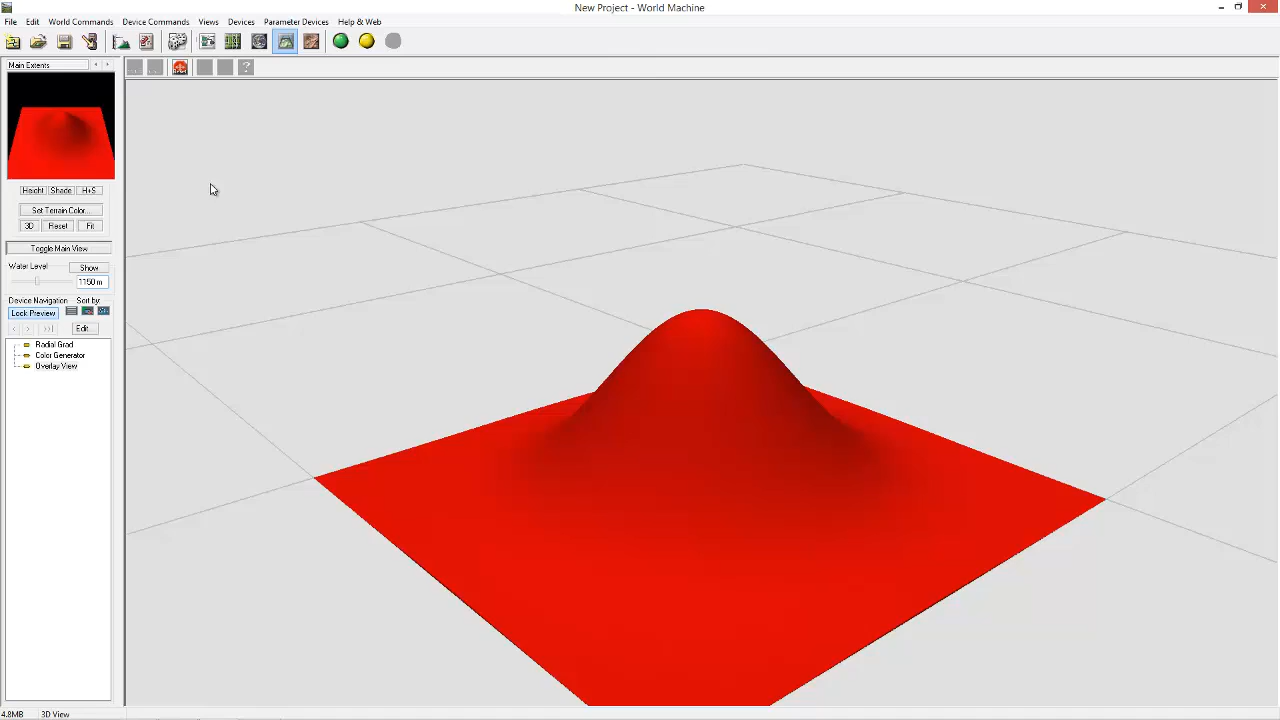 New Project - World Machine
File Edit World Commands Device Commands Views Devices Parameter Devices Help & Web
Main Extents
?
Height Shade H+S
Set Terrain Color...
3D Reset Fit
Toggle Main View
Water Level Show
1150 m
Device Navigation Sort by:
Lock Preview
Edit...
Radial Grad
Color Generator
Overlay View
4.8MB 3D View